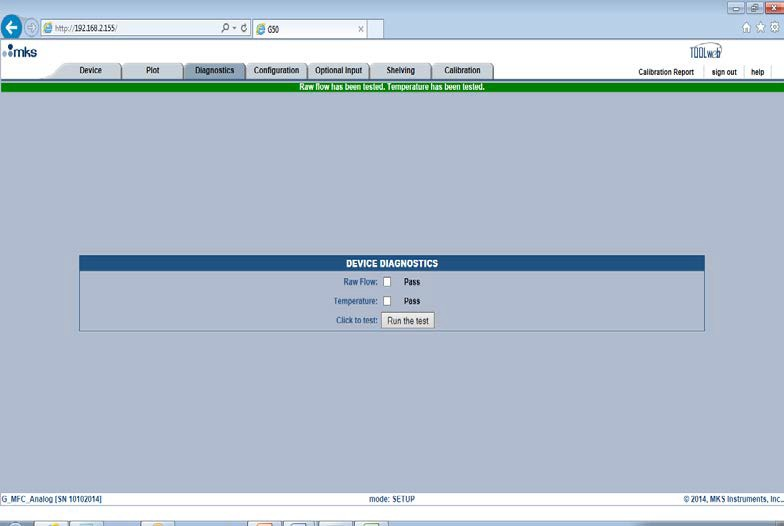 http://192.168.2.155/
G50
mks
TOOLweb
Device Plot Diagnostics Configuration Optional Input Shelving Calibration
Calibration Report sign out help
Raw flow has been tested. Temperature has been tested.
DEVICE DIAGNOSTICS
Raw Flow: Pass
Temperature: Pass
Click to test: Run the test
G_MFC_Analog [SN 10102014] mode: SETUP © 2014, MKS Instruments, Inc..